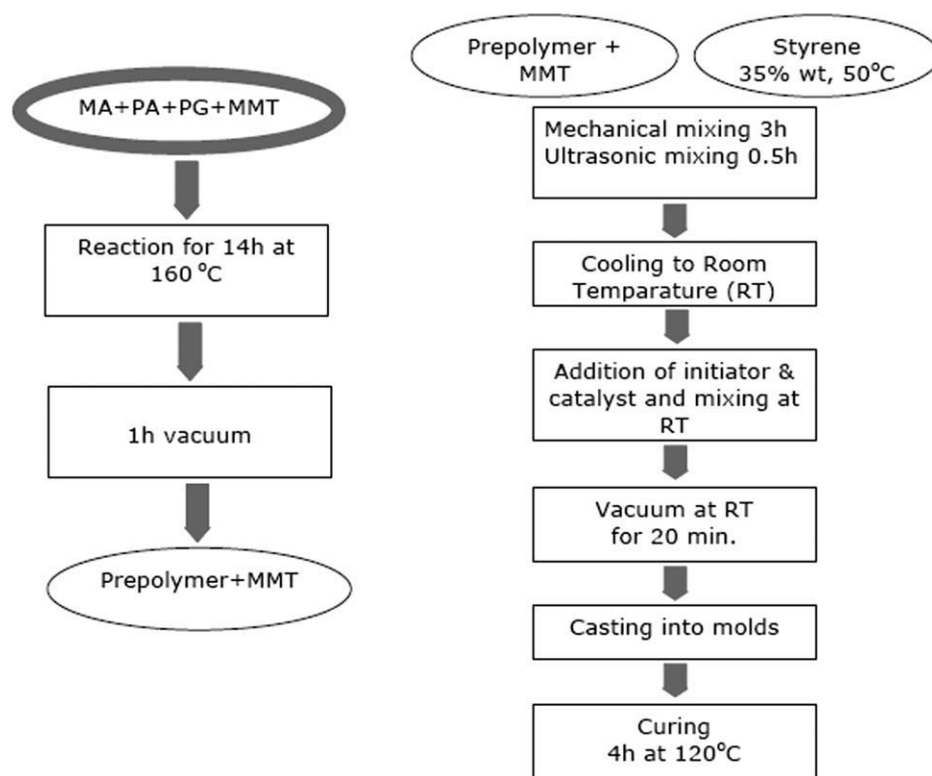 MA+PA+PG+MMT
Reaction for 14h at
160 °C
1h vacuum
Prepolymer+MMT
Prepolymer +
MMT
Styrene
35% wt, 50°C
Mechanical mixing 3h
Ultrasonic mixing 0.5h
Cooling to Room
Temparature (RT)
Addition of initiator &
catalyst and mixing at
RT
Vacuum at RT
for 20 min.
Casting into molds
Curing
4h at 120°C